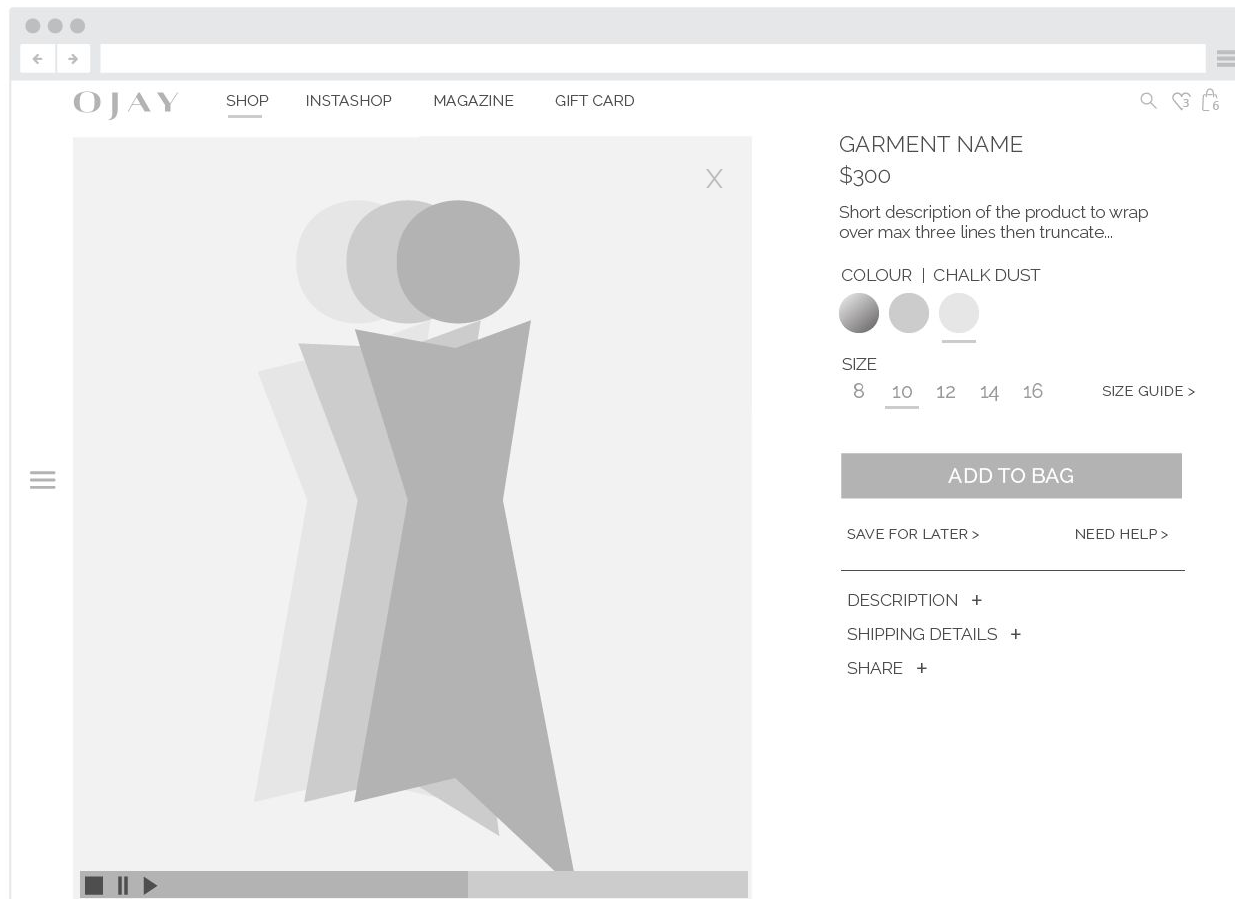 OJAY SHOP INSTASHOP MAGAZINE GIFT CARD 3 6
X
GARMENT NAME
$300
Short description of the product to wrap
over max three lines then truncate...
COLOUR | CHALK DUST
SIZE
8 10 12 14 16 SIZE GUIDE >
ADD TO BAG
SAVE FOR LATER > NEED HELP >
DESCRIPTION +
SHIPPING DETAILS +
SHARE +